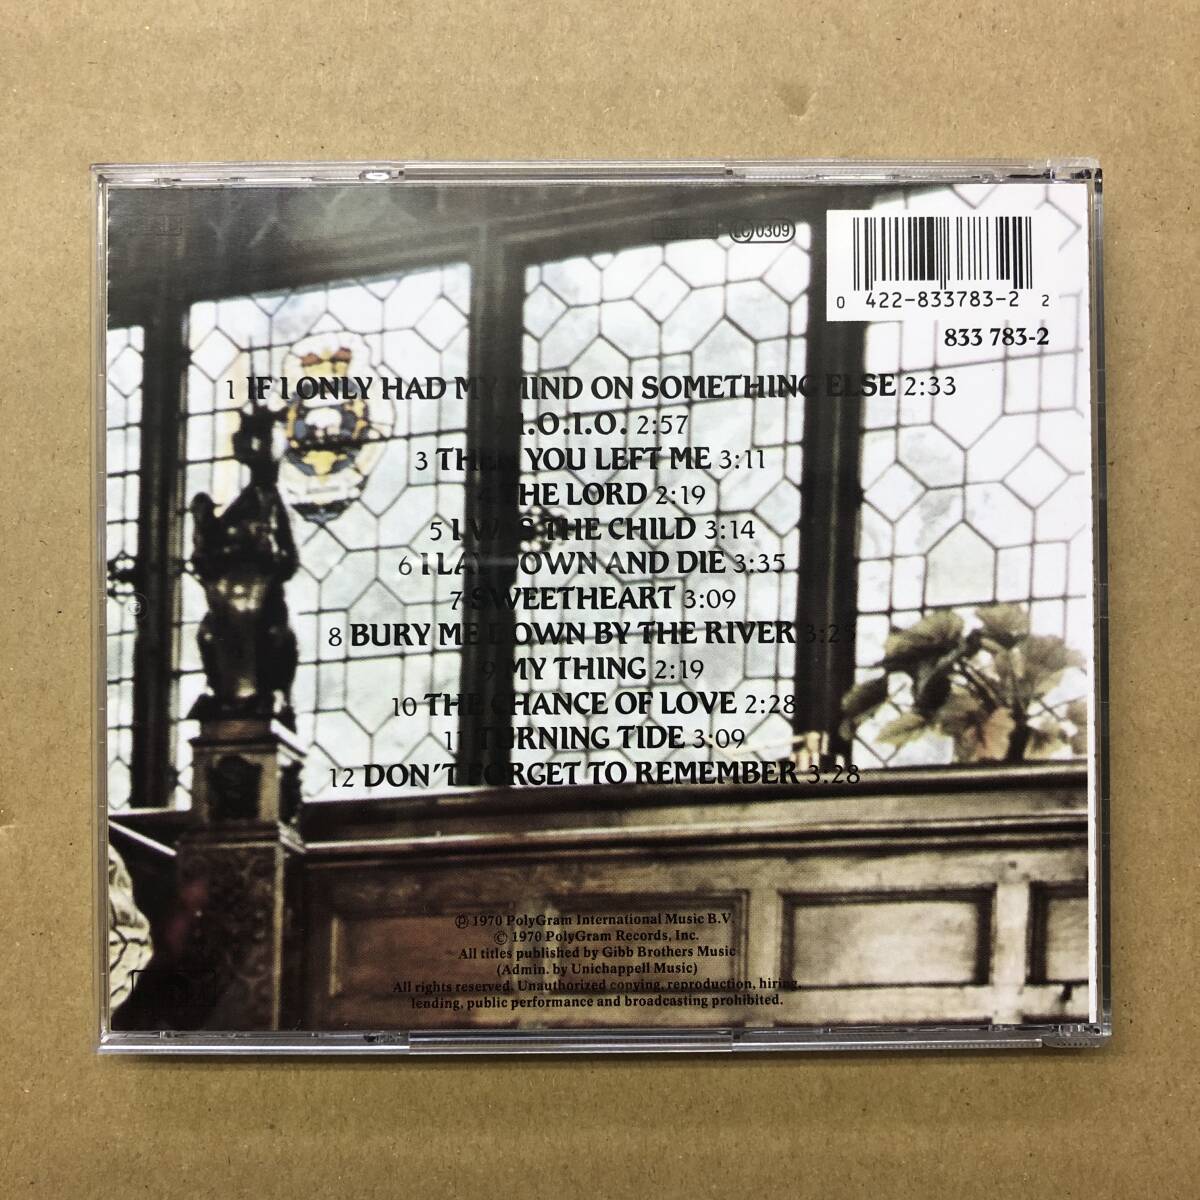 LC 0309
0 422-833783-2 2
833 783-2
1 IF I ONLY HAD MY MIND ON SOMETHING ELSE 2:33
I.O.I.O. 2:57
3 THEN YOU LEFT ME 3:11
4 THE LORD 2:19
5 I WAS THE CHILD 3:14
6 I LAY DOWN AND DIE 3:35
7 SWEETHEART 3:09
8 BURY ME DOWN BY THE RIVER 3:25
9 MY THING 2:19
10 THE CHANCE OF LOVE 2:28
11 TURNING TIDE 3:09
12 DON'T FORGET TO REMEMBER 3:28
℗ 1970 PolyGram International Music B.V.
© 1970 PolyGram Records, Inc.
All titles published by Gibb Brothers Music
(Admin. by Unichappell Music)
All rights reserved. Unauthorized copying, reproduction, hiring,
lending, public performance and broadcasting prohibited.